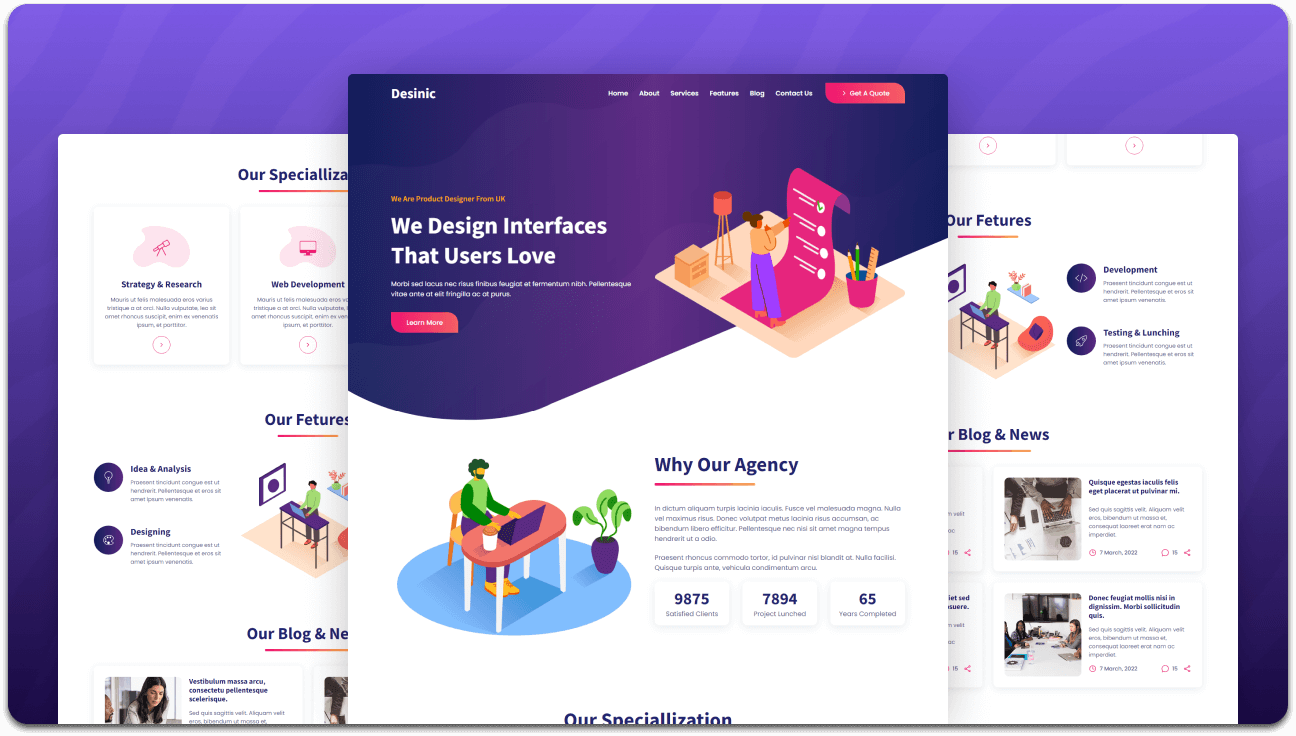 Desinic
Home About Services Features Blog Contact Us Get A Quote
We Are Product Designer From UK
We Design Interfaces
That Users Love
Morbi sed lacus nec risus finibus feugiat et fermentum nibh. Pellentesque
vitae ante at elit fringilla ac at purus.
Learn More
Why Our Agency
In dictum aliquam turpis lacinia iaculis. Fusce vel malesuada magna. Nulla
vel maximus risus. Donec volutpat metus lacinia risus accumsan, ac
bibendum libero efficitur. Pellentesque nec nisi sit amet magna tempus
hendrerit ut a odio.
Praesent rhoncus commodo tortor, id pulvinar nisi blandit at. Nulla facilisi.
Quisque turpis ante, vehicula condimentum arcu.
9875
Satisfied Clients
7894
Project Lunched
65
Years Completed
Our Speciallization
Our Specializa
Strategy & Research
Mauris ut felis malesuada eros varius
tristique a at orci. Nulla vulputate, leo sit
amet rhoncus suscipit, enim ex venenatis
ipsum, et porttitor.
Web Development
Mauris ut felis malesuada eros va
tristique a at orci. Nulla vulputate,
amet rhoncus suscipit, enim ex ven
ipsum, et porttitor.
Our Fetures
Idea & Analysis
Praesent tincidunt congue est ut
hendrerit. Pellentesque et eros sit
amet ipsum venenatis.
Designing
Praesent tincidunt congue est ut
hendrerit. Pellentesque et eros sit
amet ipsum venenatis.
Our Blog & Ne
Vestibulum massa arcu,
consectetu pellentesque
scelerisque.
Sed quis sagittis velit. Aliquam velit
eros, bibendum ut massa et,
Our Fetures
Development
Praesent tincidunt congue est ut
hendrerit. Pellentesque et eros sit
amet ipsum venenatis.
Testing & Lunching
Praesent tincidunt congue est ut
hendrerit. Pellentesque et eros sit
amet ipsum venenatis.
r Blog & News
m velit
ac
15
Quisque egestas iaculis felis
eget placerat ut pulvinar mi.
Sed quis sagittis velit. Aliquam velit
eros, bibendum ut massa et,
consequat laoreet erat nam ac
imperdiet.
7 March, 2022 15
iet sed
osuere.
m velit
ac
15
Donec feugiat mollis nisi in
dignissim. Morbi sollicitudin
quis.
Sed quis sagittis velit. Aliquam velit
eros, bibendum ut massa et,
consequat laoreet erat nam ac
imperdiet.
7 March, 2022 15